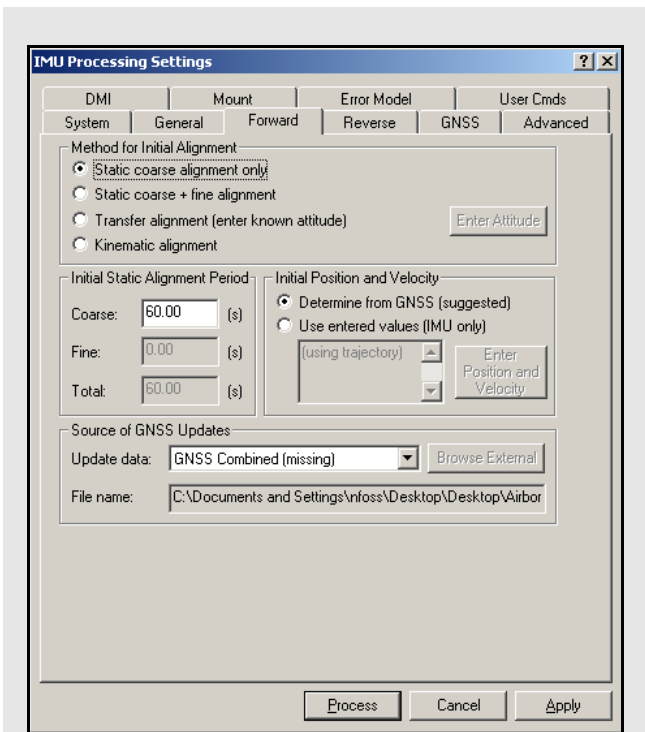 IMU Processing Settings
DMI Mount Error Model User Cmds
System General Forward Reverse GNSS Advanced
Method for Initial Alignment
Static coarse alignment only
Static coarse + fine alignment
Transfer alignment (enter known attitude) Enter Attitude
Kinematic alignment
Initial Static Alignment Period
Coarse: 60.00 (s)
Fine: 0.00 (s)
Total: 60.00 (s)
Initial Position and Velocity
Determine from GNSS (suggested)
Use entered values (IMU only)
(using trajectory)
Enter
Position and
Velocity
Source of GNSS Updates
Update data: GNSS Combined (missing) Browse External
File name: C:\Documents and Settings\nfoss\Desktop\Desktop\Airbor
Process Cancel Apply